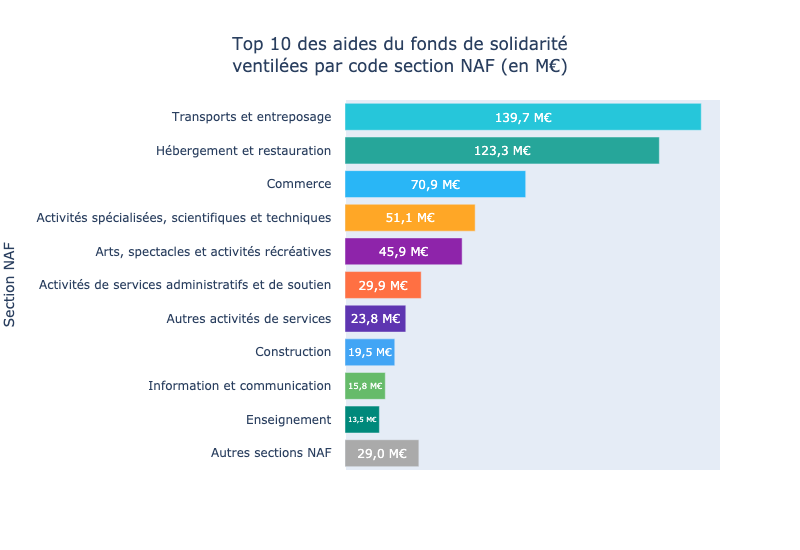 Top 10 des aides du fonds de solidarité
ventilées par code section NAF (en M€)
Section NAF
Transports et entreposage 139,7 M€
Hébergement et restauration 123,3 M€
Commerce 70,9 M€
Activités spécialisées, scientifiques et techniques 51,1 M€
Arts, spectacles et activités récréatives 45,9 M€
Activités de services administratifs et de soutien 29,9 M€
Autres activités de services 23,8 M€
Construction 19,5 M€
Information et communication 15,8 M€
Enseignement 13,5 M€
Autres sections NAF 29,0 M€